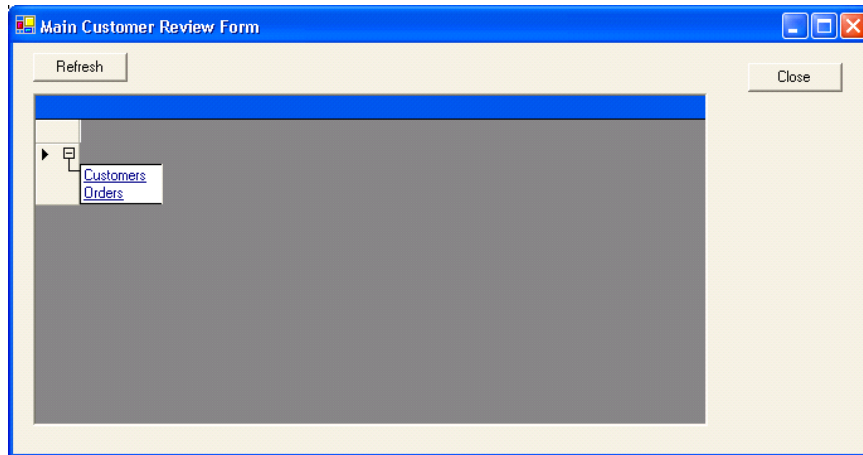 Main Customer Review Form
Refresh
Close
Customers
Orders